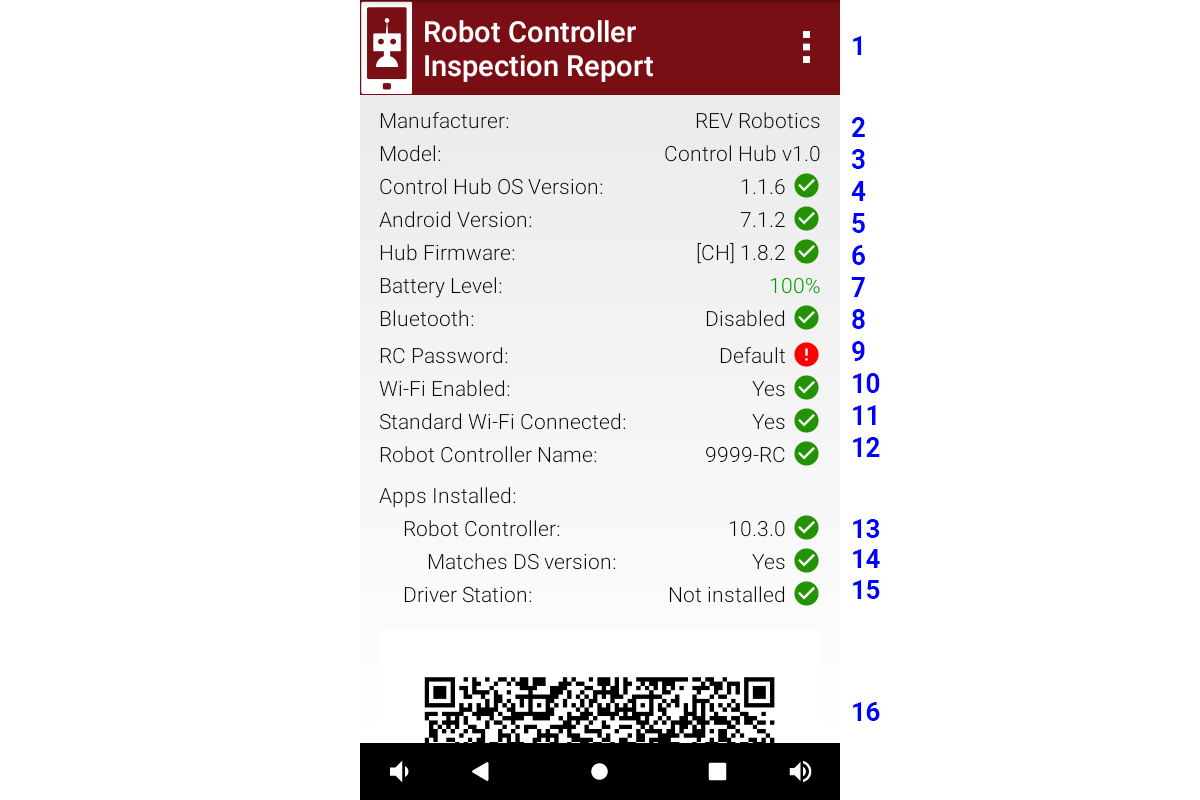 Robot Controller
Inspection Report
1
Manufacturer: REV Robotics 2
Model: Control Hub v1.0 3
Control Hub OS Version: 1.1.6 4
Android Version: 7.1.2 5
Hub Firmware: [CH] 1.8.2 6
Battery Level: 100% 7
Bluetooth: Disabled 8
RC Password: Default 9
Wi-Fi Enabled: Yes 10
Standard Wi-Fi Connected: Yes 11
Robot Controller Name: 9999-RC 12
Apps Installed:
Robot Controller: 10.3.0 13
Matches DS version: Yes 14
Driver Station: Not installed 15
16